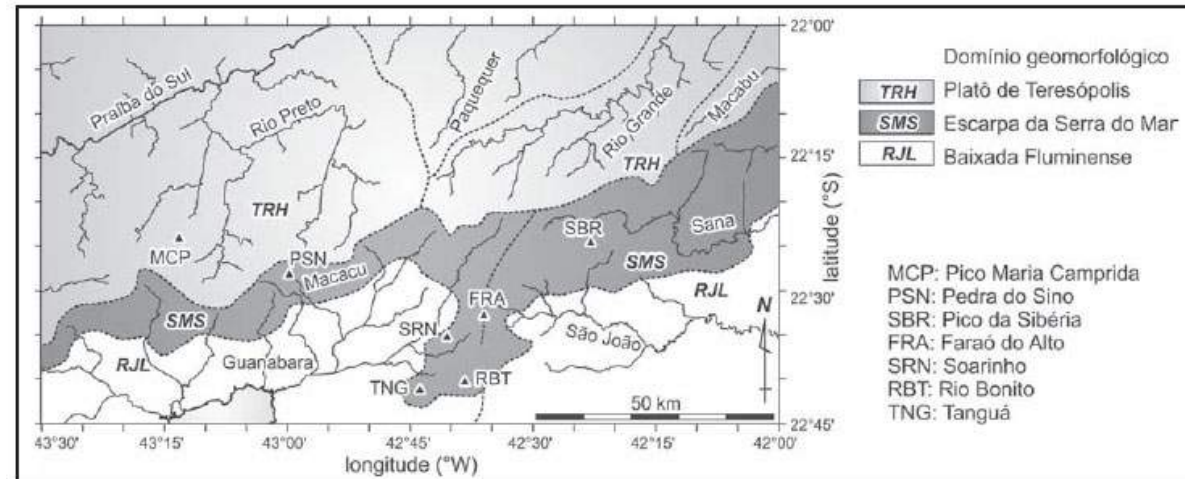 22°00'
22°15'
22°30'
22°45'
latitude (°S)
43°30'
43°15'
43°00'
42°45'
42°30'
42°15'
42°00'
longitude (°W)
Praíba do Sul
Rio Preto
Paquequer
Rio Grande
Macabu
TRH
TRH
MCP
PSN
Macacu
SMS
SBR
Sana
SMS
FRA
RJL
N
SRN
São João
RJL
Guanabara
TNG
RBT
50 km
Domínio geomorfológico
TRH Platô de Teresópolis
SMS Escarpa da Serra do Mar
RJL Baixada Fluminense
MCP: Pico Maria Camprida
PSN: Pedra do Sino
SBR: Pico da Sibéria
FRA: Faraó do Alto
SRN: Soarinho
RBT: Rio Bonito
TNG: Tanguá